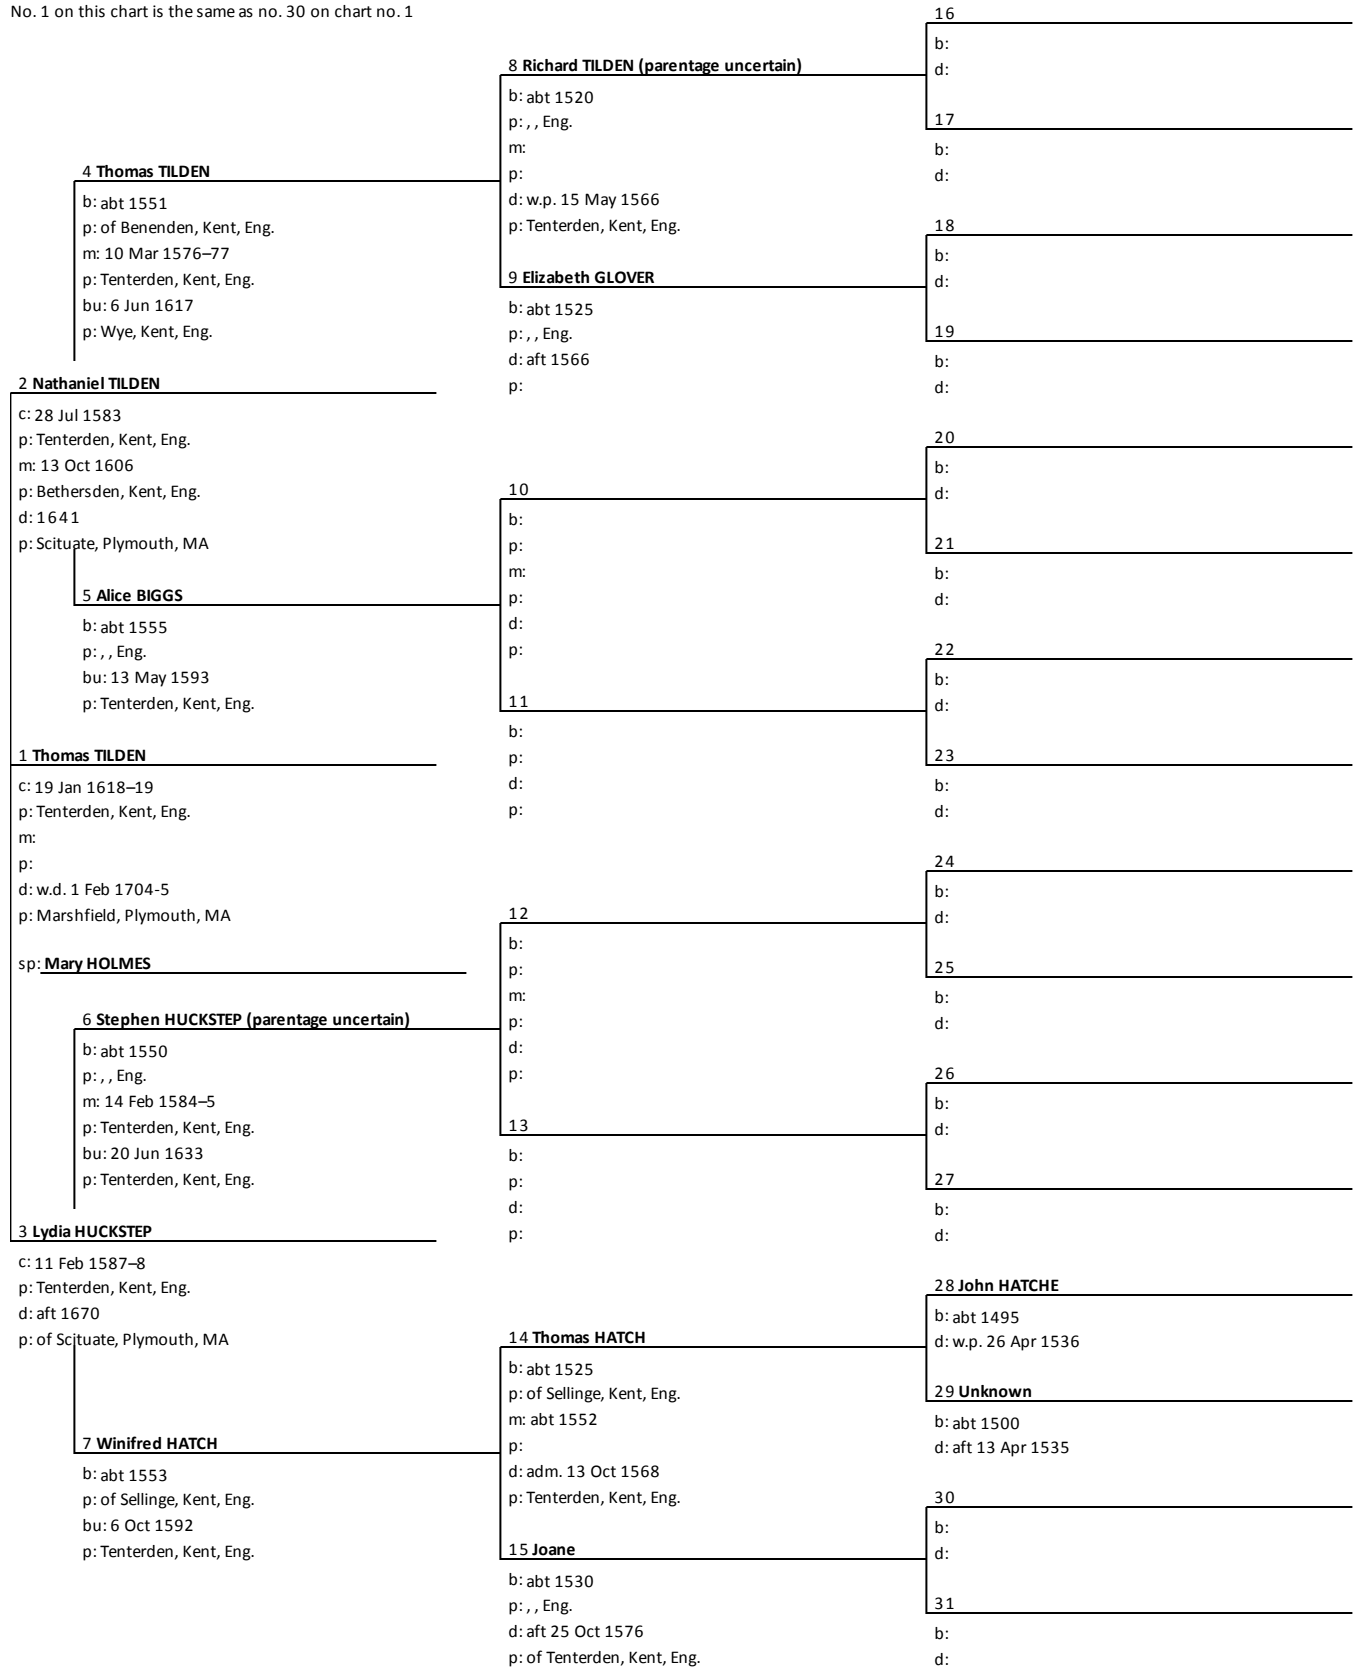 No. 1 on this chart is the same as no. 30 on chart no. 1
16
b:
d:
8 Richard TILDEN (parentage uncertain)
b: abt 1520
p: , , Eng.
m:
p:
d: w.p. 15 May 1566
p: Tenterden, Kent, Eng.
17
b:
d:
4 Thomas TILDEN
b: abt 1551
p: of Benenden, Kent, Eng.
m: 10 Mar 1576–77
p: Tenterden, Kent, Eng.
bu: 6 Jun 1617
p: Wye, Kent, Eng.
18
b:
d:
9 Elizabeth GLOVER
b: abt 1525
p: , , Eng.
d: aft 1566
p:
19
b:
d:
2 Nathaniel TILDEN
c: 28 Jul 1583
p: Tenterden, Kent, Eng.
m: 13 Oct 1606
p: Bethersden, Kent, Eng.
d: 1641
p: Scituate, Plymouth, MA
20
b:
d:
10
b:
p:
m:
p:
d:
p:
21
b:
d:
5 Alice BIGGS
b: abt 1555
p: , , Eng.
bu: 13 May 1593
p: Tenterden, Kent, Eng.
22
b:
d:
11
b:
p:
d:
p:
23
b:
d:
1 Thomas TILDEN
c: 19 Jan 1618–19
p: Tenterden, Kent, Eng.
m:
p:
d: w.d. 1 Feb 1704-5
p: Marshfield, Plymouth, MA
sp: Mary HOLMES
24
b:
d:
12
b:
p:
m:
p:
d:
p:
25
b:
d:
6 Stephen HUCKSTEP (parentage uncertain)
b: abt 1550
p: , , Eng.
m: 14 Feb 1584–5
p: Tenterden, Kent, Eng.
bu: 20 Jun 1633
p: Tenterden, Kent, Eng.
26
b:
d:
13
b:
p:
d:
p:
27
b:
d:
3 Lydia HUCKSTEP
c: 11 Feb 1587–8
p: Tenterden, Kent, Eng.
d: aft 1670
p: of Scituate, Plymouth, MA
28 John HATCHE
b: abt 1495
d: w.p. 26 Apr 1536
14 Thomas HATCH
b: abt 1525
p: of Sellinge, Kent, Eng.
m: abt 1552
p:
d: adm. 13 Oct 1568
p: Tenterden, Kent, Eng.
29 Unknown
b: abt 1500
d: aft 13 Apr 1535
7 Winifred HATCH
b: abt 1553
p: of Sellinge, Kent, Eng.
bu: 6 Oct 1592
p: Tenterden, Kent, Eng.
30
b:
d:
15 Joane
b: abt 1530
p: , , Eng.
d: aft 25 Oct 1576
p: of Tenterden, Kent, Eng.
31
b:
d: